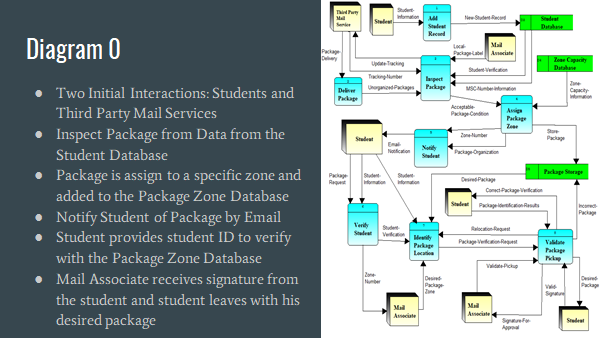 Diagram 0
● Two Initial Interactions: Students and
Third Party Mail Services
● Inspect Package from Data from the
Student Database
● Package is assign to a specific zone and
added to the Package Zone Database
● Notify Student of Package by Email
● Student provides student ID to verify
with the Package Zone Database
● Mail Associate receives signature from
the student and student leaves with his
desired package
Third Party
Mail
Service
Student
Student-
Information
Add
Student
Record
New-Student-Record
Student
Database
Package-
Delivery
Update-Tracking
Tracking-Number
Unorganized-Packages
Deliver
Package
Inspect
Package
Local-
Package-Label
Mail
Associate
Student-Verification
MSC-Number-Information
Zone Capacity
Database
Zone-
Capacity-
Information
Acceptable-
Package-Condition
Assign
Package
Zone
Student
Email-
Notification
Notify
Student
Zone-Number
Package-Organization
Store-
Package
Package Storage
Package-
Request
Student-
Information
Student-
Information
Desired-Package
Student
Correct-Package-Verification
Package-Identification-Results
Incorrect-
Package
Verify
Student
Student-
Verification
Identify
Package
Location
Relocation-Request
Package-Verification-Request
Validate
Package
Pickup
Zone-
Number
Mail
Associate
Desired-
Package-
Zone
Validate-Pickup
Mail
Associate
Signature-For
Approval
Valid-
Signature
Desired-
Package
Student